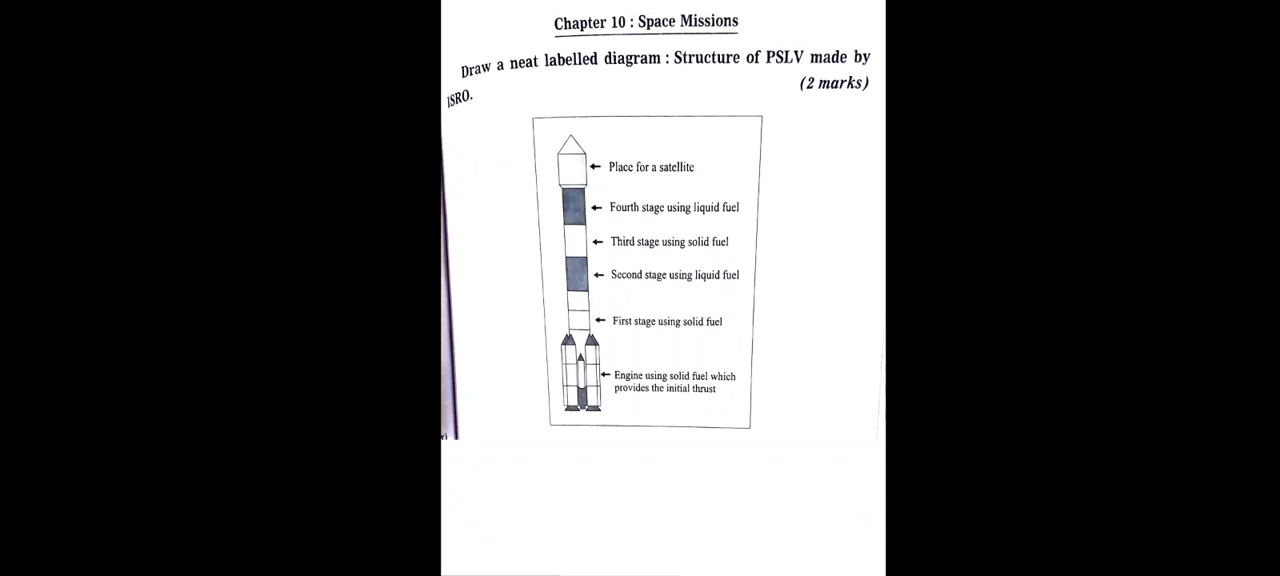 Chapter 10 : Space Missions
Draw a neat labelled diagram : Structure of PSLV made by
ISRO. (2 marks)
Place for a satellite
Fourth stage using liquid fuel
Third stage using solid fuel
Second stage using liquid fuel
First stage using solid fuel
Engine using solid fuel which
provides the initial thrust